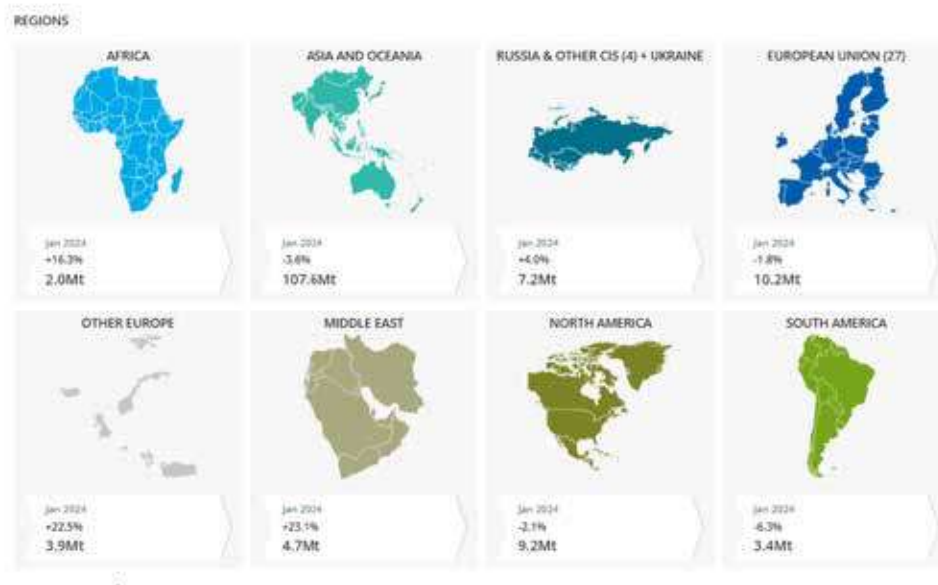 REGIONS
AFRICA
Jan 2024
+16.3%
2.0Mt
ASIA AND OCEANIA
Jan 2024
-3.6%
107.6Mt
RUSSIA & OTHER CIS (4) + UKRAINE
Jan 2024
+4.0%
7.2Mt
EUROPEAN UNION (27)
Jan 2024
-1.8%
10.2Mt
OTHER EUROPE
Jan 2024
+22.5%
3.9Mt
MIDDLE EAST
Jan 2024
+23.1%
4.7Mt
NORTH AMERICA
Jan 2024
-2.1%
9.2Mt
SOUTH AMERICA
Jan 2024
-6.3%
3.4Mt